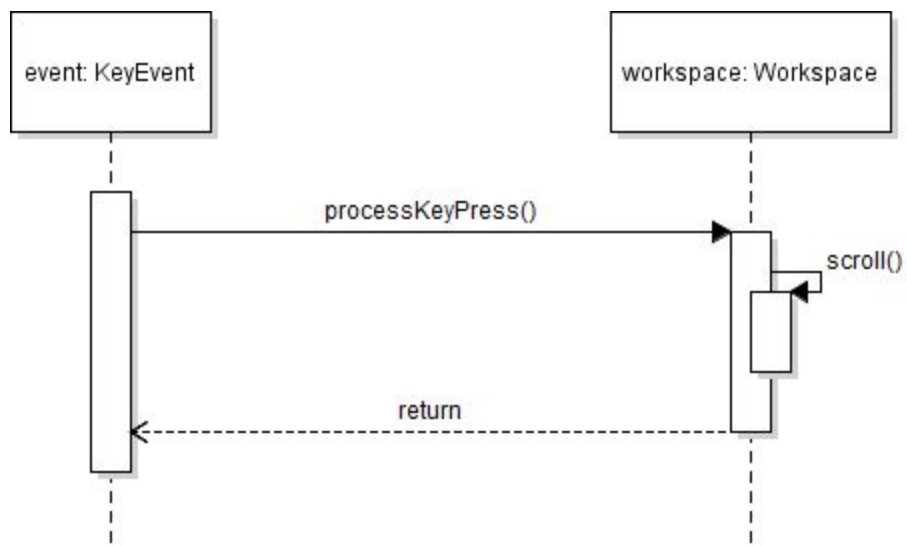 event: KeyEvent
workspace: Workspace
processKeyPress()
scroll()
return